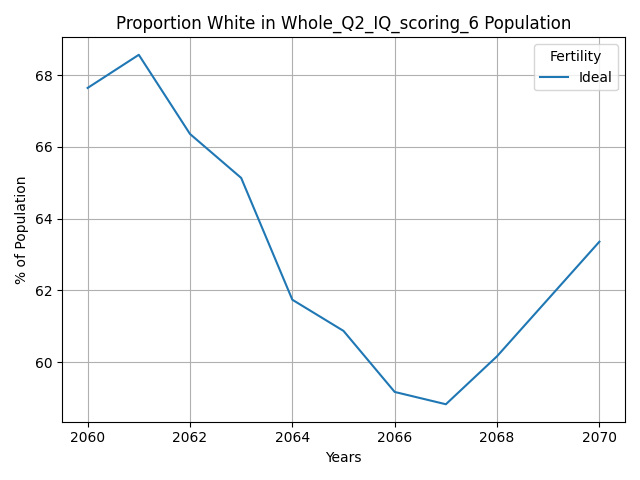 Proportion White in Whole_Q2_IQ_scoring_6 Population
Fertility
Ideal
% of Population
68
66
64
62
60
2060 2062 2064 2066 2068 2070
Years